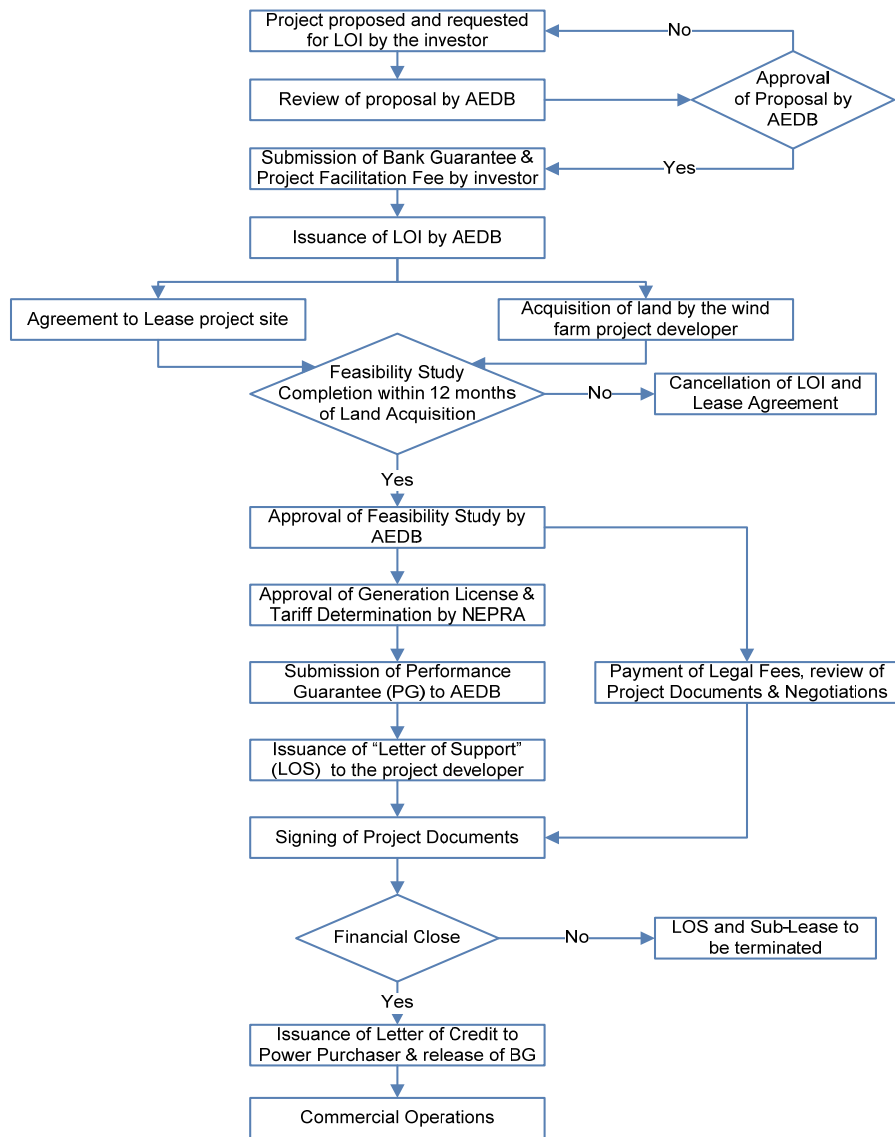 Project proposed and requested
for LOI by the investor
No
Approval
of Proposal by
AEDB
Review of proposal by AEDB
Submission of Bank Guarantee &
Project Facilitation Fee by investor
Yes
Issuance of LOI by AEDB
Agreement to Lease project site
Acquisition of land by the wind
farm project developer
Feasibility Study
Completion within 12 months
of Land Acquisition
No
Cancellation of LOI and
Lease Agreement
Yes
Approval of Feasibility Study by
AEDB
Approval of Generation License &
Tariff Determination by NEPRA
Submission of Performance
Guarantee (PG) to AEDB
Payment of Legal Fees, review of
Project Documents & Negotiations
Issuance of “Letter of Support”
(LOS) to the project developer
Signing of Project Documents
Financial Close
No
LOS and Sub-Lease to
be terminated
Yes
Issuance of Letter of Credit to
Power Purchaser & release of BG
Commercial Operations